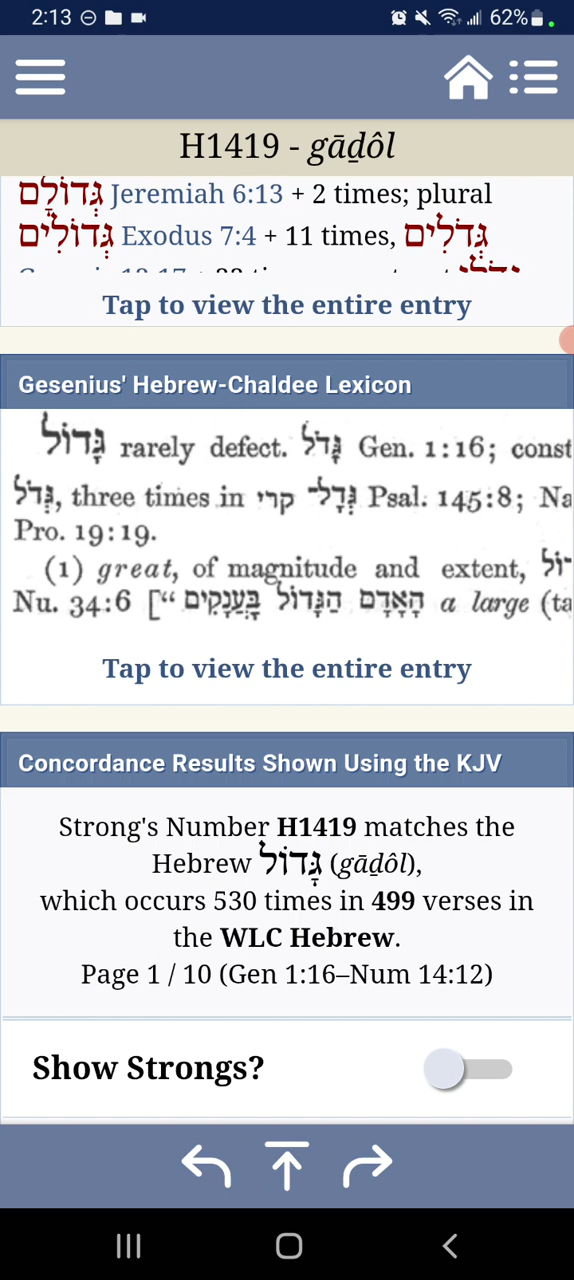 2:13 62%
H1419 - gāḏôl
גְּדוֹלָם Jeremiah 6:13 + 2 times; plural
גְּדוֹלִים Exodus 7:4 + 11 times, גְּדֹלִים
Tap to view the entire entry
Gesenius' Hebrew-Chaldee Lexicon
גָּדוֹל rarely defect. גָּדֹל Gen. 1:16; const
גְּדֹל, three times in קרי גְּדָל־ Psal. 145:8; Na
Pro. 19:19.
(1) great, of magnitude and extent,
Nu. 34:6 [“ הָאָדָם הַגָּדוֹל בָּעֲנָקִים a large (ta
Tap to view the entire entry
Concordance Results Shown Using the KJV
Strong's Number H1419 matches the
Hebrew גָּדוֹל (gāḏôl),
which occurs 530 times in 499 verses in
the WLC Hebrew.
Page 1 / 10 (Gen 1:16–Num 14:12)
Show Strongs?